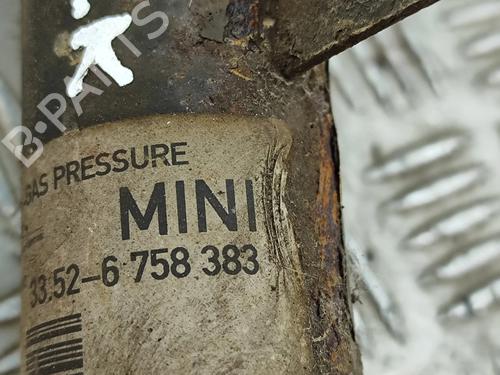 B-PARTS
GAS PRESSURE
MINI
33.52-6 758 383